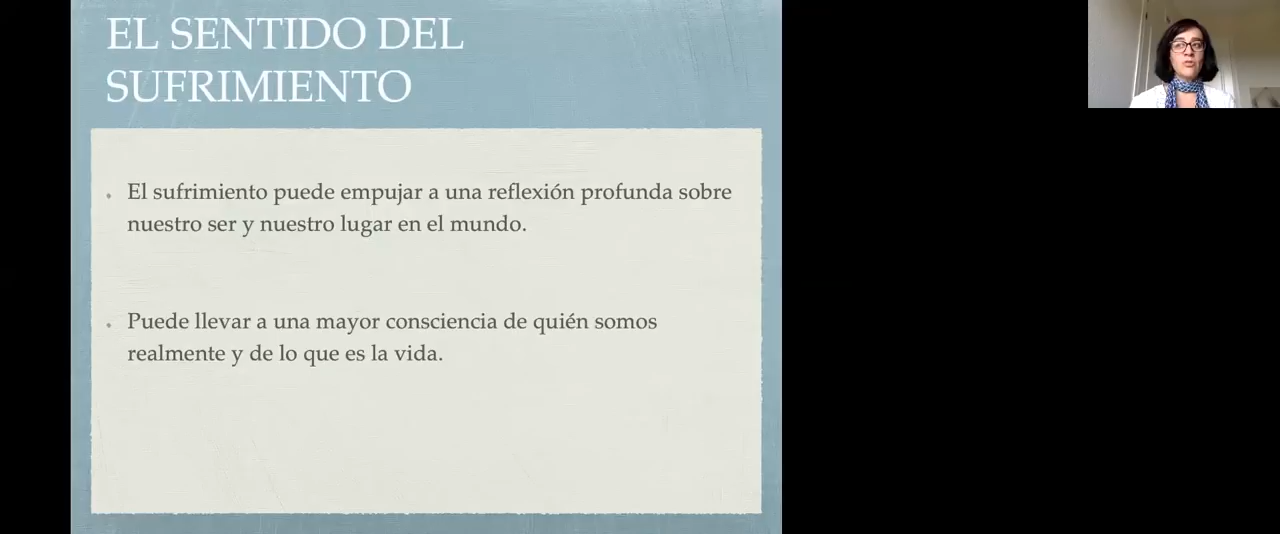 EL SENTIDO DEL
SUFRIMIENTO
El sufrimiento puede empujar a una reflexión profunda sobre
nuestro ser y nuestro lugar en el mundo.
Puede llevar a una mayor consciencia de quién somos
realmente y de lo que es la vida.